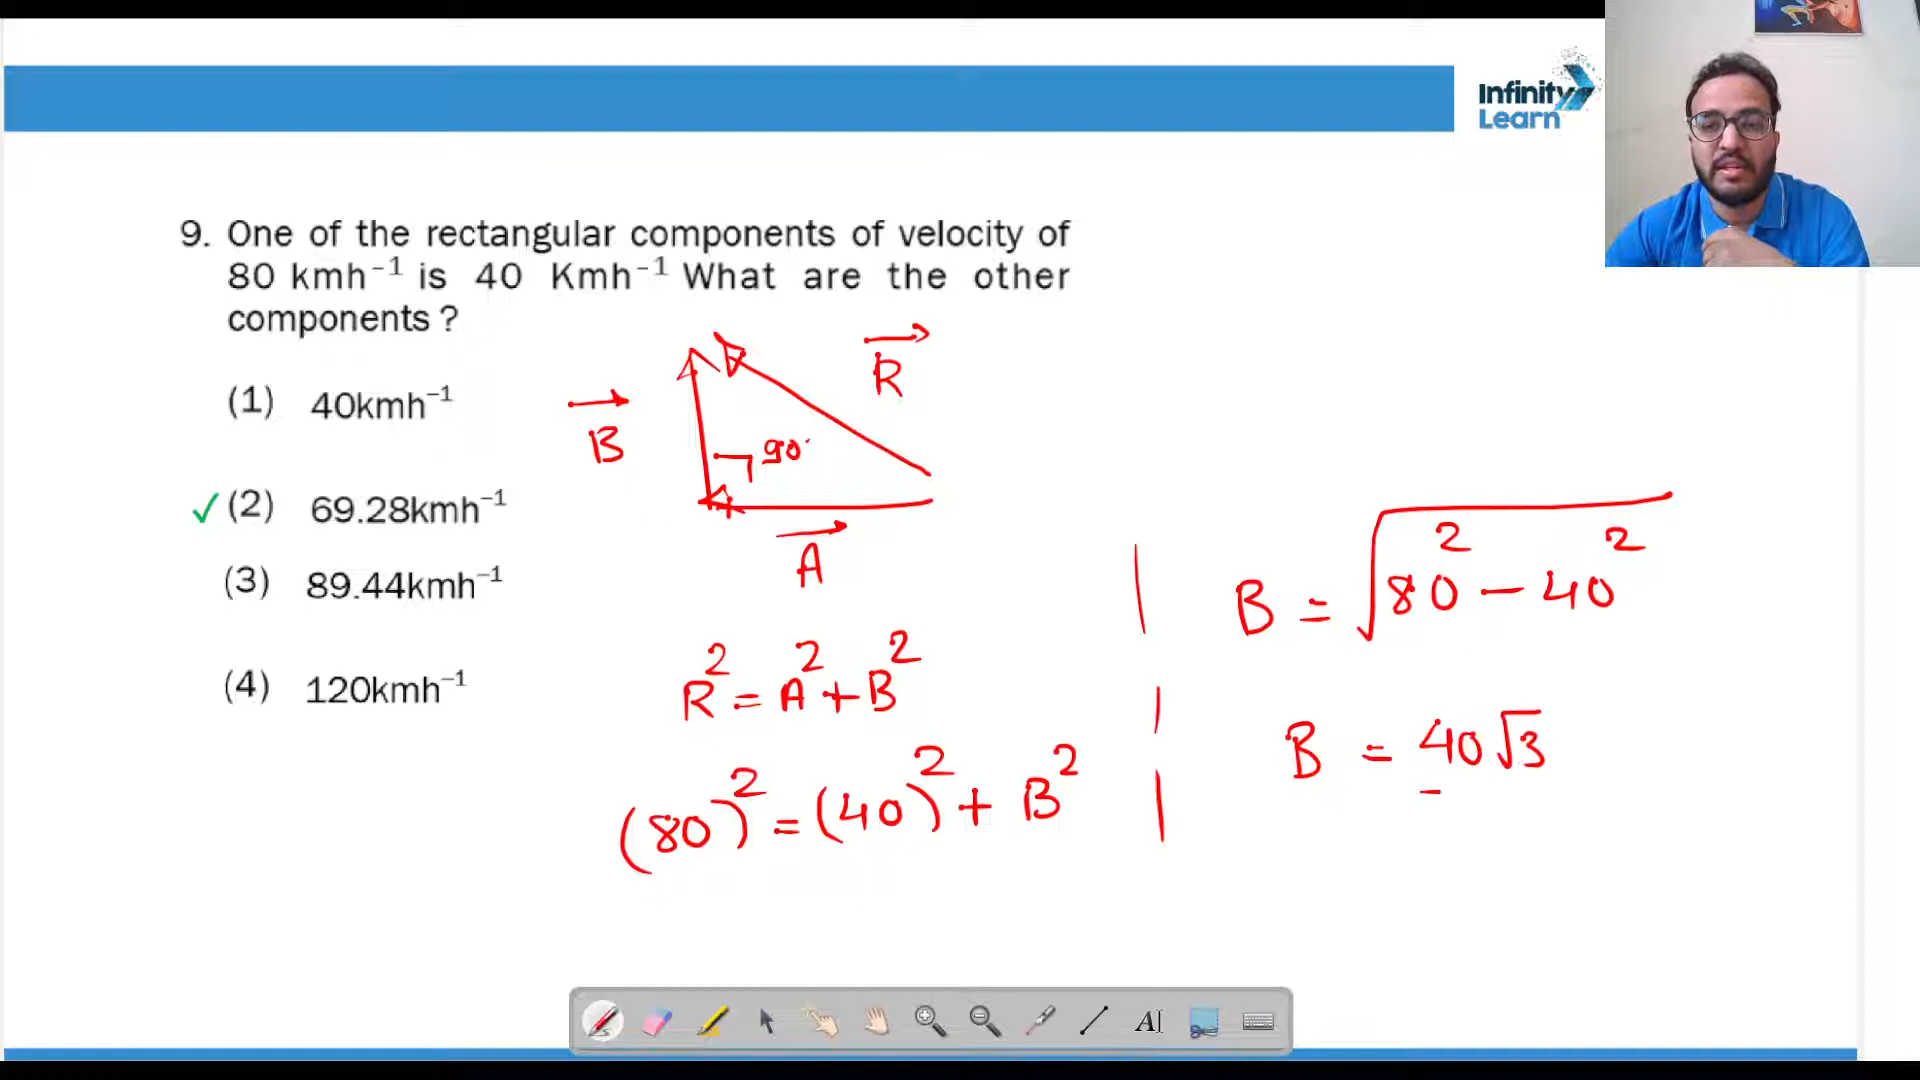 Infinity
Learn
9. One of the rectangular components of velocity of
80 kmh⁻¹ is 40 Kmh⁻¹ What are the other
components ?
(1) 40kmh⁻¹
✓(2) 69.28kmh⁻¹
(3) 89.44kmh⁻¹
(4) 120kmh⁻¹
R
B
90°
A
R² = A² + B²
(80)² = (40)² + B²
B = √80² – 40²
B = 40√3
A